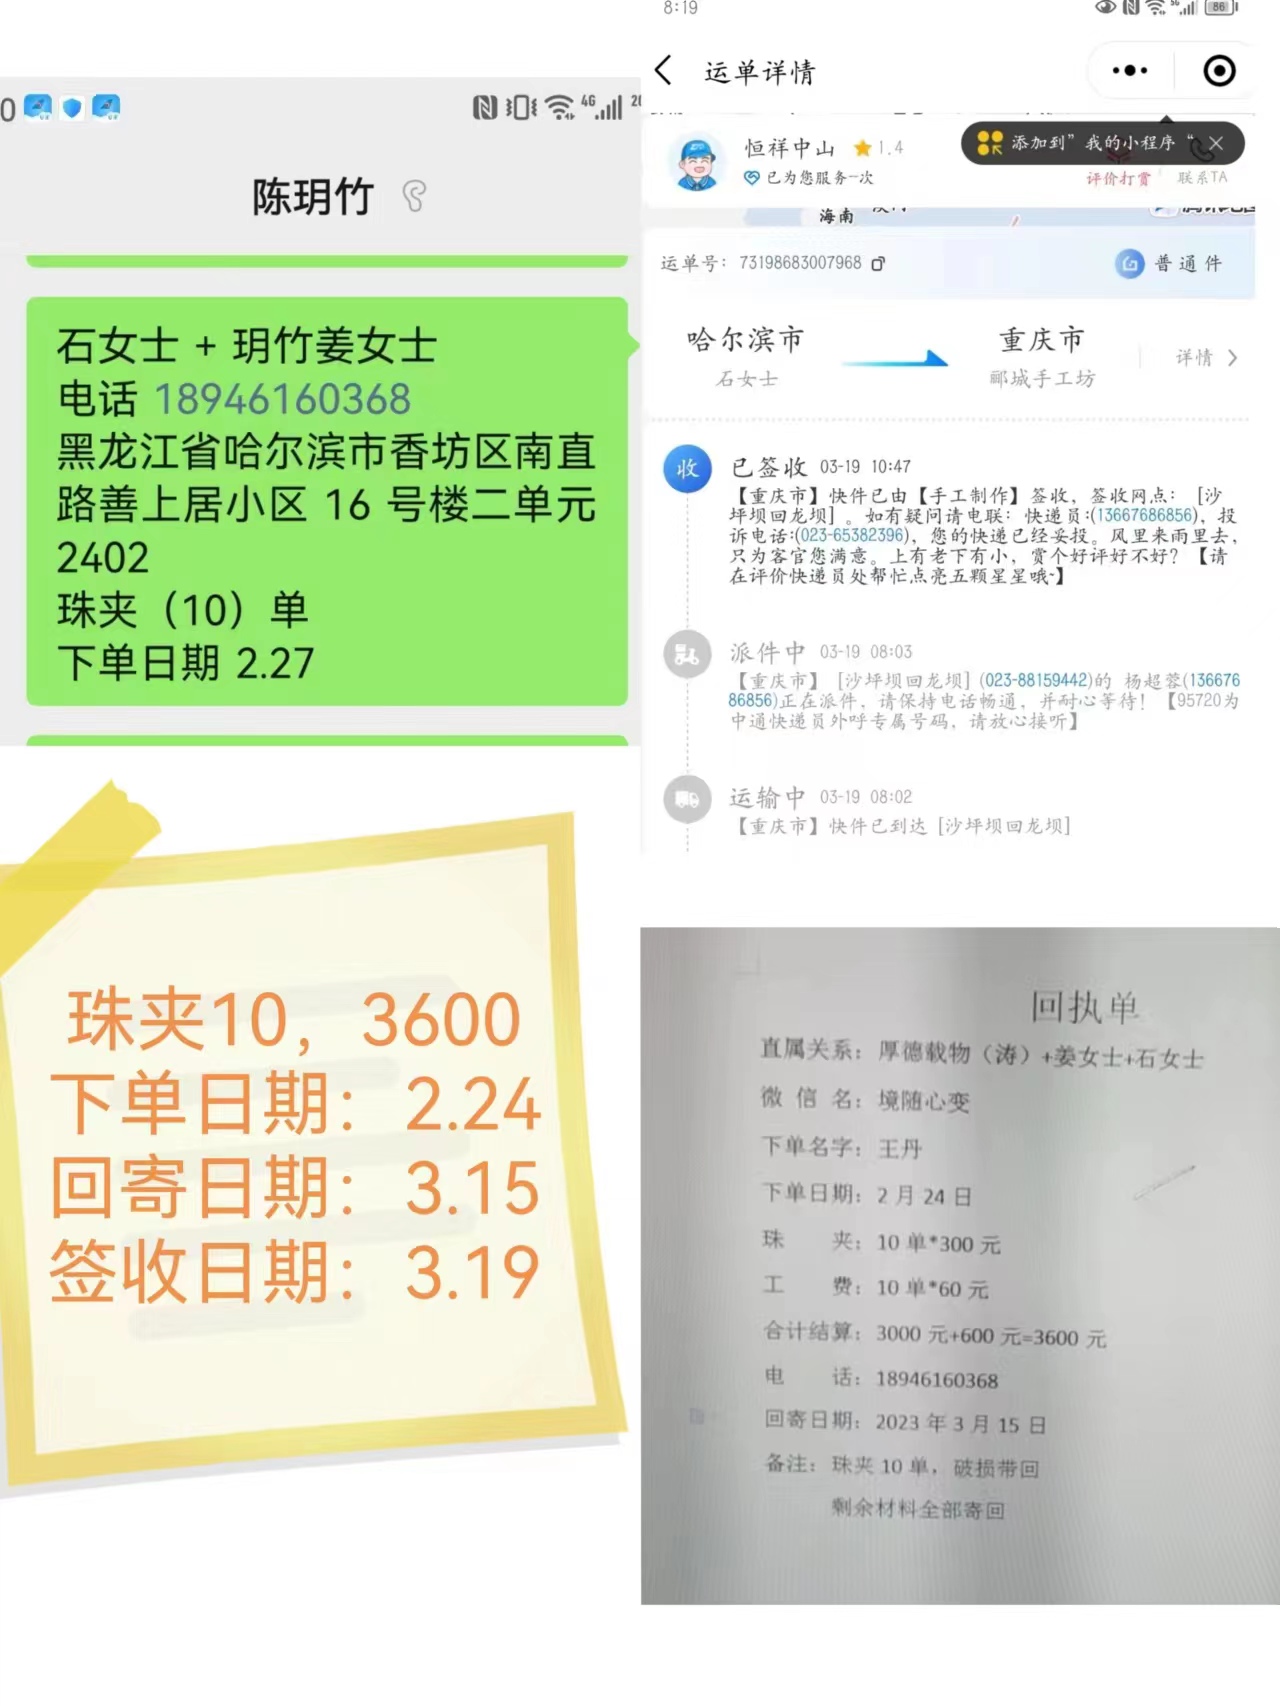 陈玥竹
石女士 + 玥竹姜女士
电话 18946160368
黑龙江省哈尔滨市香坊区南直
路善上居小区 16 号楼二单元
2402
珠夹（10）单
下单日期 2.27
珠夹10，3600
下单日期：2.24
回寄日期：3.15
签收日期：3.19
8:19
5G
86
运单详情
恒祥中山 1.4
已为您服务一次
添加到”我的小程序“
评价打赏
联系TA
海南
运单号：73198683007968
普通件
哈尔滨市
重庆市
石女士
郦城手工坊
详情
收
已签收 03-19 10:47
【重庆市】快件已由【手工制作】签收，签收网点：[沙
坪坝回龙坝]。如有疑问请电联：快递员:(13667686856)，投
诉电话:(023-65382396)，您的快递已经妥投。风里来雨里去，
只为客官您满意。上有老下有小，赏个好评好不好？【请
在评价快递员处帮忙点亮五颗星星哦~】
派件中 03-19 08:03
【重庆市】 [沙坪坝回龙坝] (023-88159442)的 杨超蓉(136676
86856)正在派件，请保持电话畅通，并耐心等待！【95720为
中通快递员外呼专属号码，请放心接听】
运输中 03-19 08:02
【重庆市】快件已到达 [沙坪坝回龙坝]
回执单
直属关系：厚德载物（涛）+姜女士+石女士
微 信 名：境随心变
下单名字：王丹
下单日期：2 月 24 日
珠 夹：10 单*300 元
工 费：10 单*60 元
合计结算：3000 元+600 元=3600 元
电 话：18946160368
回寄日期：2023 年 3 月 15 日
备注：珠夹 10 单，破损带回
剩余材料全部寄回